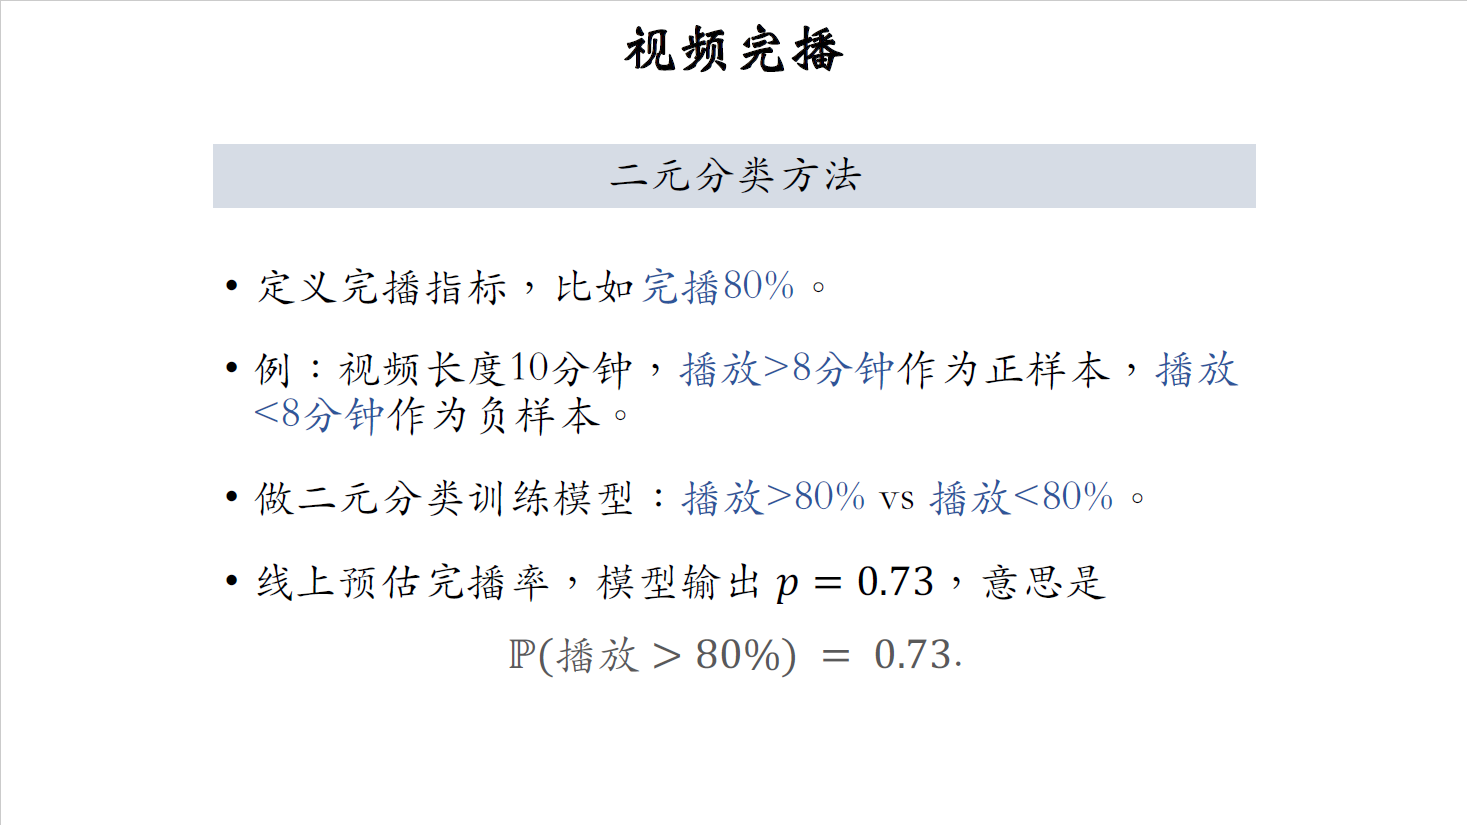 视频完播
二元分类方法
• 定义完播指标，比如完播80%。
• 例：视频长度10分钟，播放>8分钟作为正样本，播放
<8分钟作为负样本。
• 做二元分类训练模型：播放>80% vs 播放<80%。
• 线上预估完播率，模型输出 p = 0.73，意思是
ℙ(播放 > 80%) = 0.73.